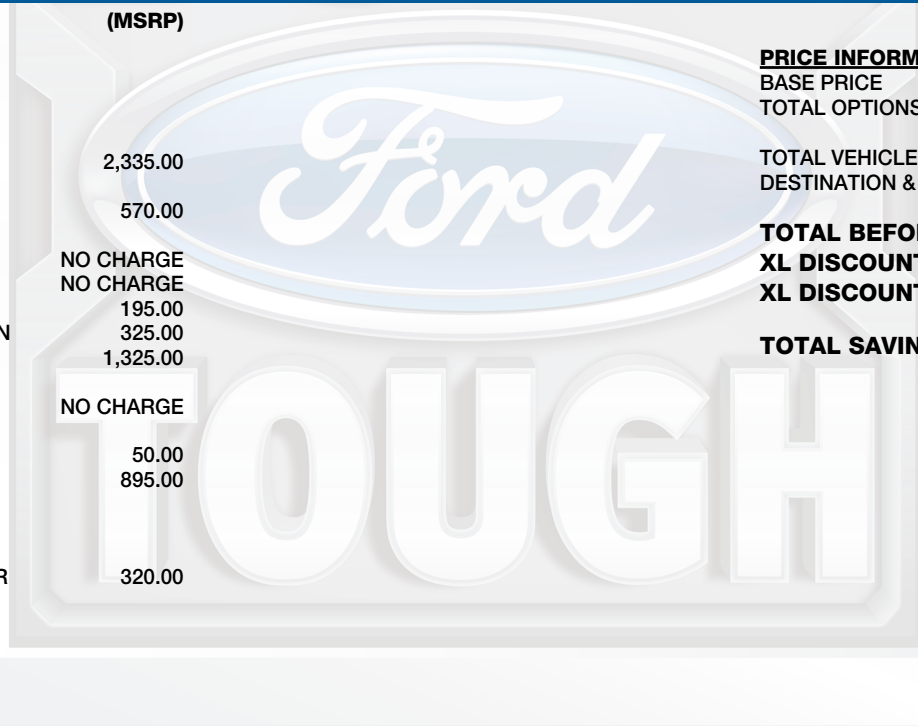 (MSRP)
2,335.00
570.00
NO CHARGE
NO CHARGE
195.00
N 325.00
1,325.00
NO CHARGE
50.00
895.00
R 320.00
PRICE INFORM
BASE PRICE
TOTAL OPTIONS
TOTAL VEHICLE
DESTINATION &
TOTAL BEFO
XL DISCOUNT
XL DISCOUNT
TOTAL SAVIN
Ford
TOUGH